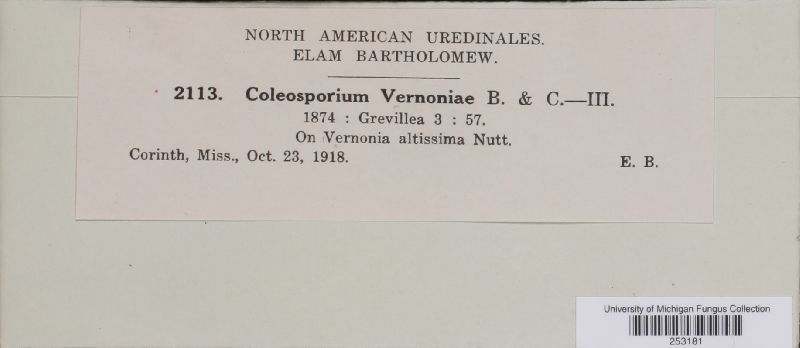 NORTH AMERICAN UREDINALES.
ELAM BARTHOLOMEW.
2113. Coleosporium Vernoniae B. & C.—III.
1874 : Grevillea 3 : 57.
On Vernonia altissima Nutt.
Corinth, Miss., Oct. 23, 1918.
E. B.
University of Michigan Fungus Collection
253181